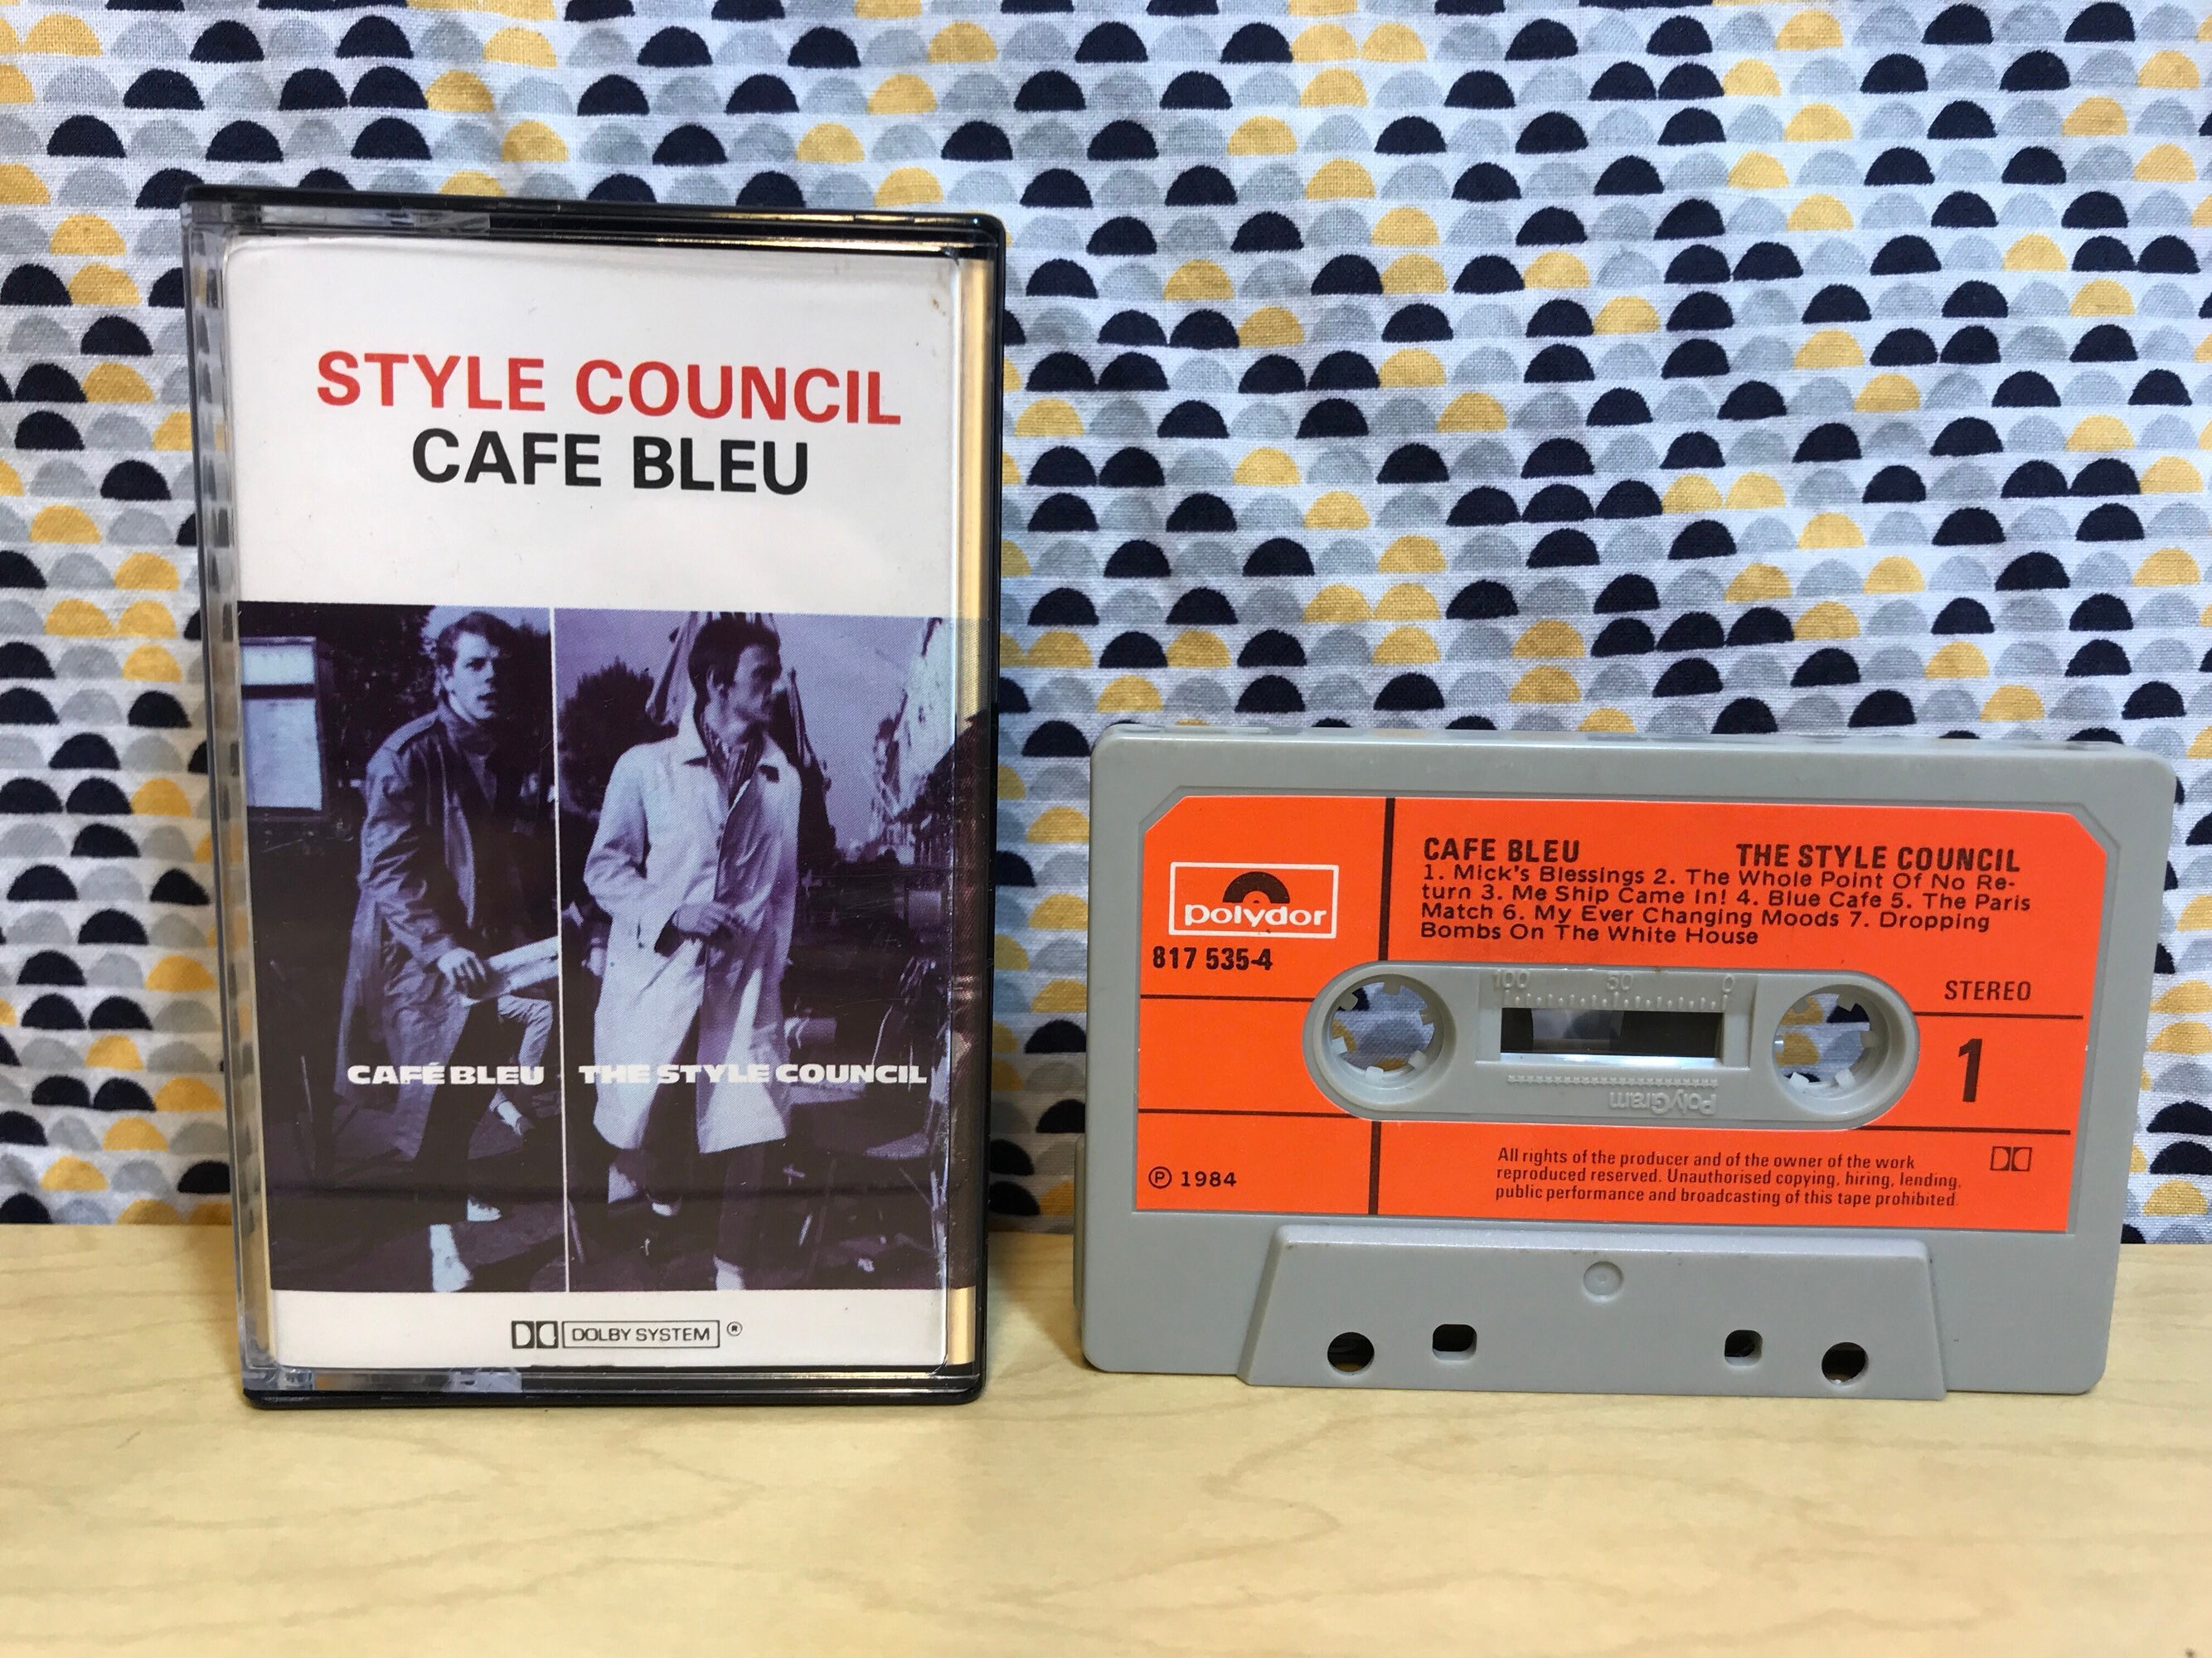 STYLE COUNCIL
CAFE BLEU
CAFÉ BLEU THE STYLE COUNCIL
DOLBY SYSTEM ®
polydor
817 535-4
CAFE BLEU THE STYLE COUNCIL
1. Mick's Blessings 2. The Whole Point Of No Re-
turn 3. Me Ship Came In! 4. Blue Cafe 5. The Paris
Match 6. My Ever Changing Moods 7. Dropping
Bombs On The White House
100 50 0
STEREO
1
PolyGram
℗ 1984
All rights of the producer and of the owner of the work
reproduced reserved. Unauthorised copying, hiring, lending,
public performance and broadcasting of this tape prohibited.